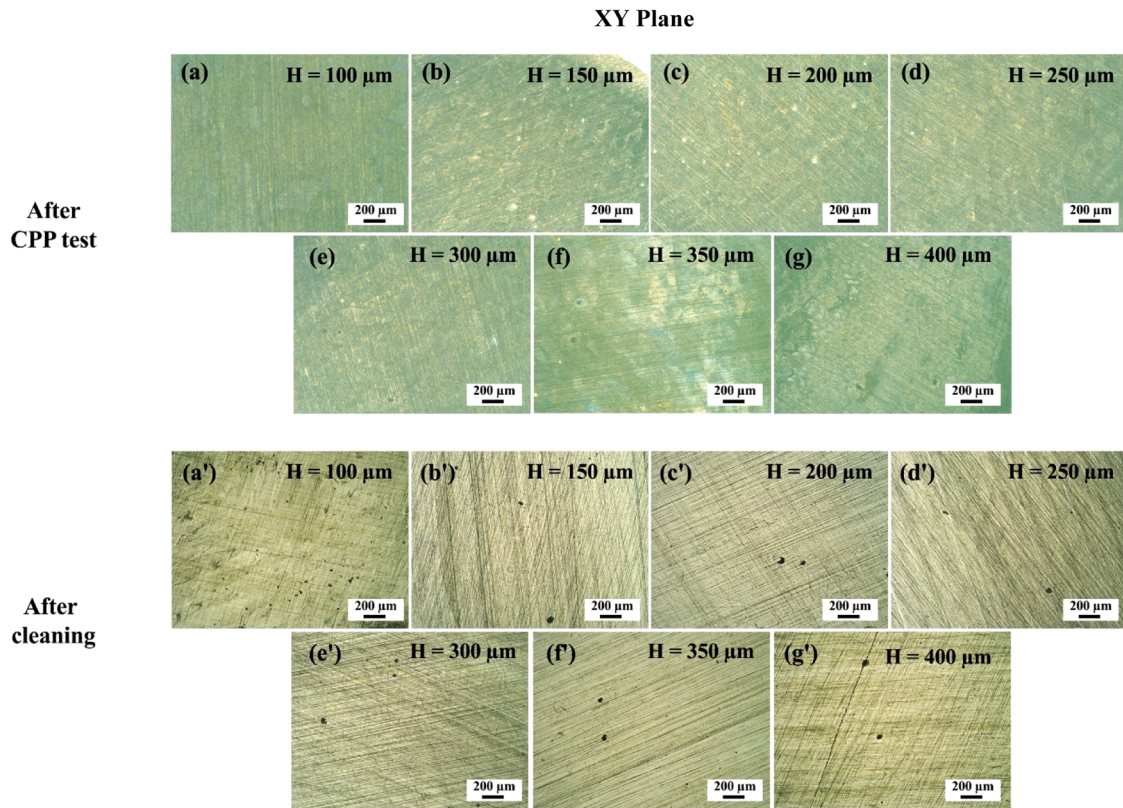 XY Plane
(a) H = 100 µm
200 µm
(b) H = 150 µm
200 µm
(c) H = 200 µm
200 µm
(d) H = 250 µm
200 µm
After
CPP test
(e) H = 300 µm
200 µm
(f) H = 350 µm
200 µm
(g) H = 400 µm
200 µm
(a') H = 100 µm
200 µm
(b') H = 150 µm
200 µm
(c') H = 200 µm
200 µm
(d') H = 250 µm
200 µm
After
cleaning
(e') H = 300 µm
200 µm
(f') H = 350 µm
200 µm
(g') H = 400 µm
200 µm